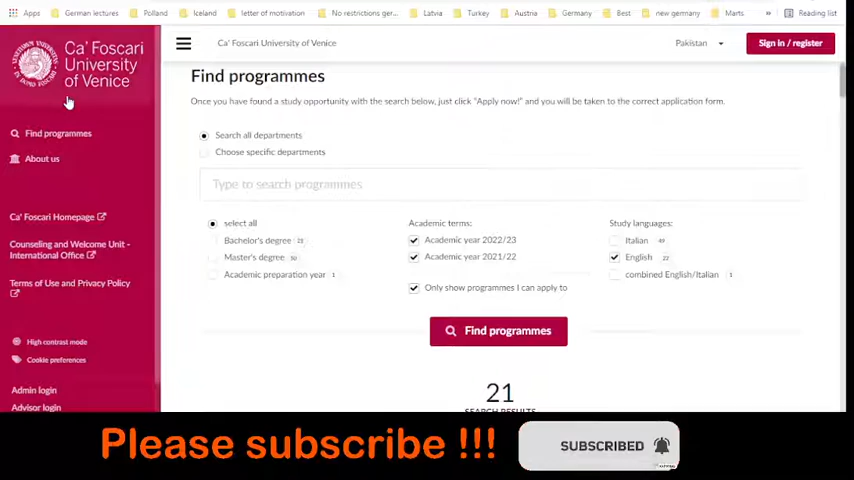 Apps German lectures Polland Iceland letter of motivation No restrictions ger... Latvia Turkey Austria Germany Best new germany Marts » Reading list
Ca' Foscari
University
of Venice
Ca' Foscari University of Venice
Pakistan
Sign in / register
Find programmes
About us
Ca' Foscari Homepage
Counseling and Welcome Unit -
International Office
Terms of Use and Privacy Policy
High contrast mode
Cookie preferences
Admin login
Advisor login
Find programmes
Once you have found a study opportunity with the search below, just click "Apply now!" and you will be taken to the correct application form.
Search all departments
Choose specific departments
Type to search programmes
select all
Bachelor's degree
Master's degree
Academic preparation year 1
Academic terms:
Academic year 2022/23
Academic year 2021/22
Only show programmes I can apply to
Study languages:
Italian 49
English 22
combined English/Italian 1
Find programmes
21
SEARCH RESULTS
Please subscribe !!!
SUBSCRIBED